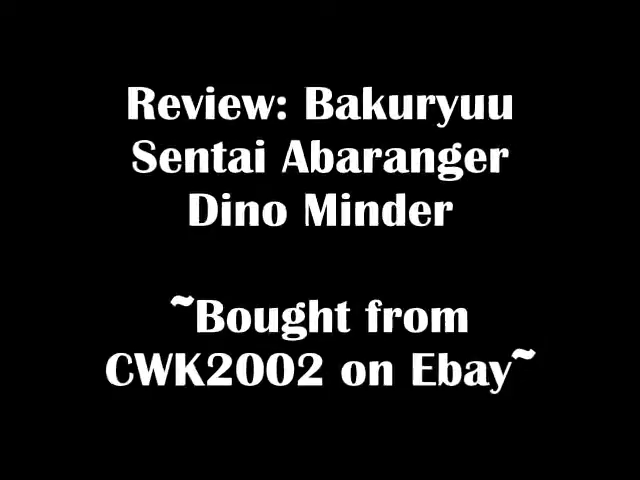 Review: Bakuryuu
Sentai Abaranger
Dino Minder
~Bought from
CWK2002 on Ebay~